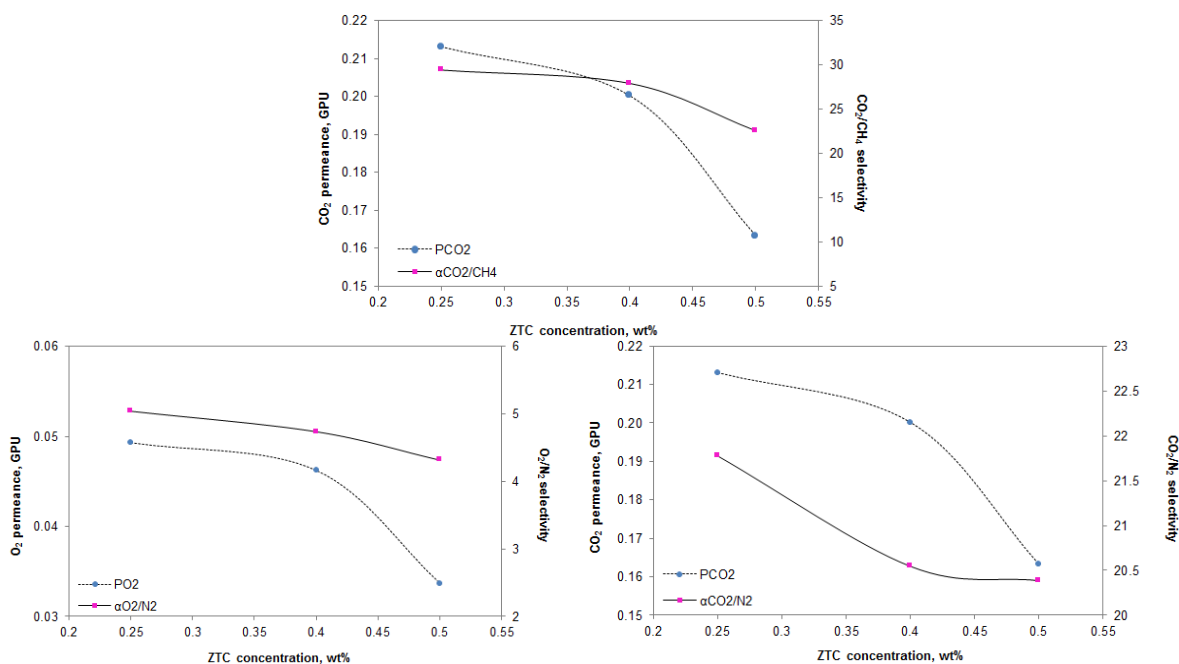 0.22
0.21
0.20
0.19
0.18
0.17
0.16
0.15
CO2 permeance, GPU
35
30
25
20
15
10
5
CO2/CH4 selectivity
PCO2
αCO2/CH4
0.2 0.25 0.3 0.35 0.4 0.45 0.5 0.55
ZTC concentration, wt%
0.06
0.05
0.04
0.03
O2 permeance, GPU
6
5
4
3
2
O2/N2 selectivity
PO2
αO2/N2
0.2 0.25 0.3 0.35 0.4 0.45 0.5 0.55
ZTC concentration, wt%
0.22
0.21
0.20
0.19
0.18
0.17
0.16
0.15
CO2 permeance, GPU
23
22.5
22
21.5
21
20.5
20
CO2/N2 selectivity
PCO2
αCO2/N2
0.2 0.25 0.3 0.35 0.4 0.45 0.5 0.55
ZTC concentration, wt%